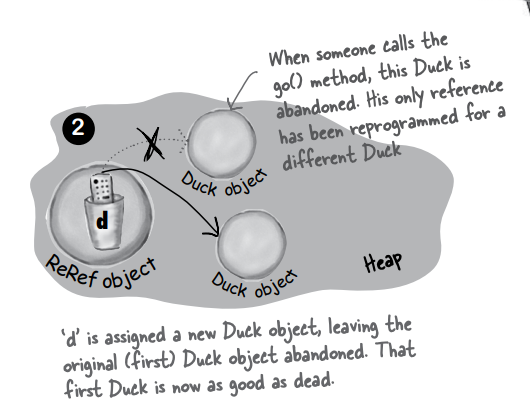 When someone calls the
go() method, this Duck is
abandoned. His only reference
has been reprogrammed for a
different Duck
2
Duck object
d
ReRef object
Duck object
Heap
'd' is assigned a new Duck object, leaving the
original (first) Duck object abandoned. That
first Duck is now as good as dead.